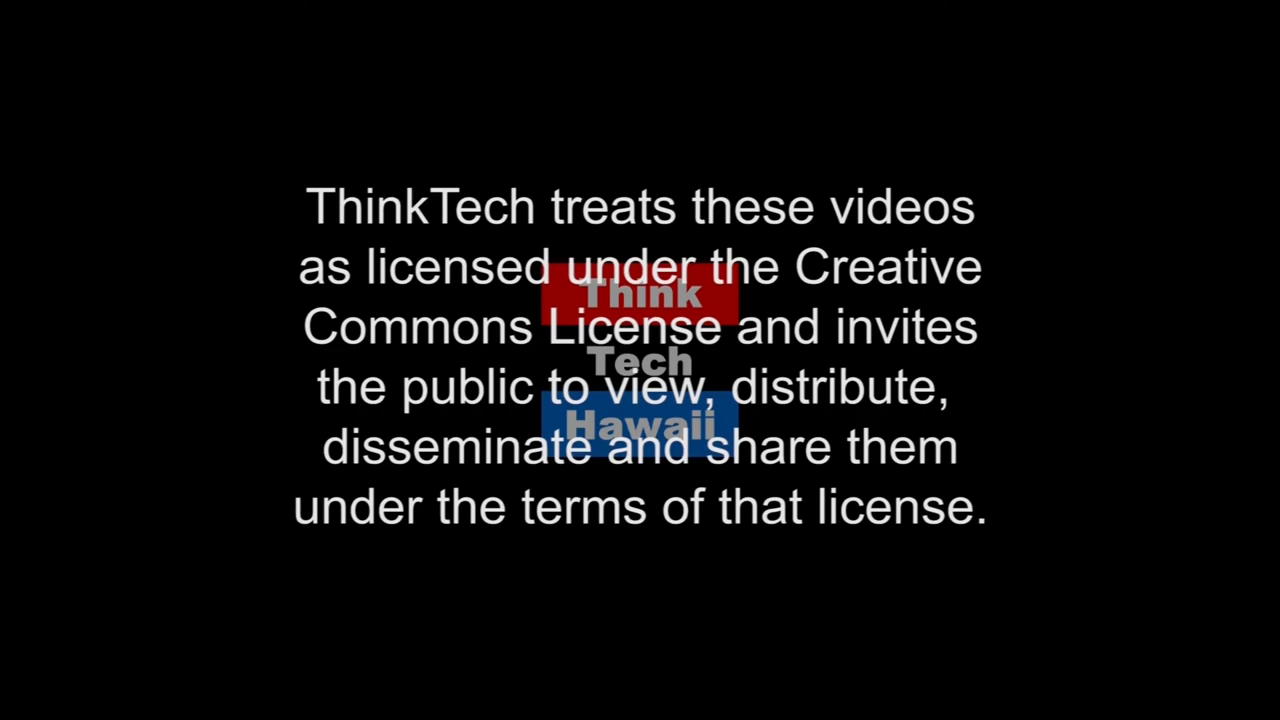 ThinkTech treats these videos
as licensed under the Creative
Think
Commons License and invites
Tech
the public to view, distribute,
Hawaii
disseminate and share them
under the terms of that license.